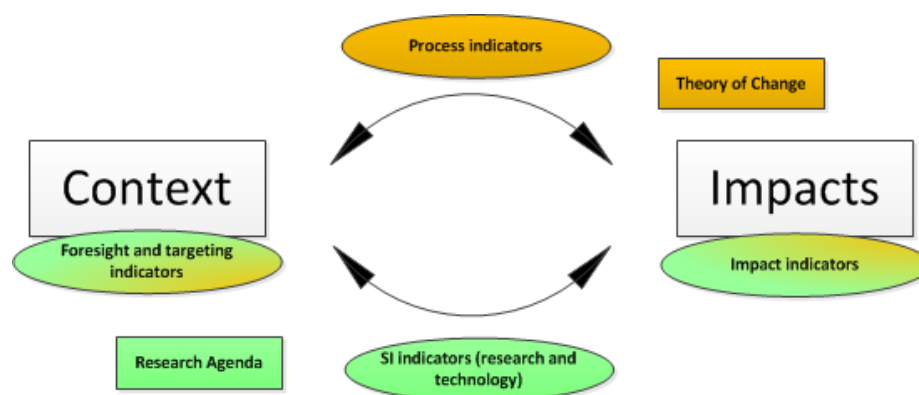 Process indicators
Theory of Change
Context
Impacts
Foresight and targeting
indicators
Impact indicators
Research Agenda
SI indicators (research and
technology)